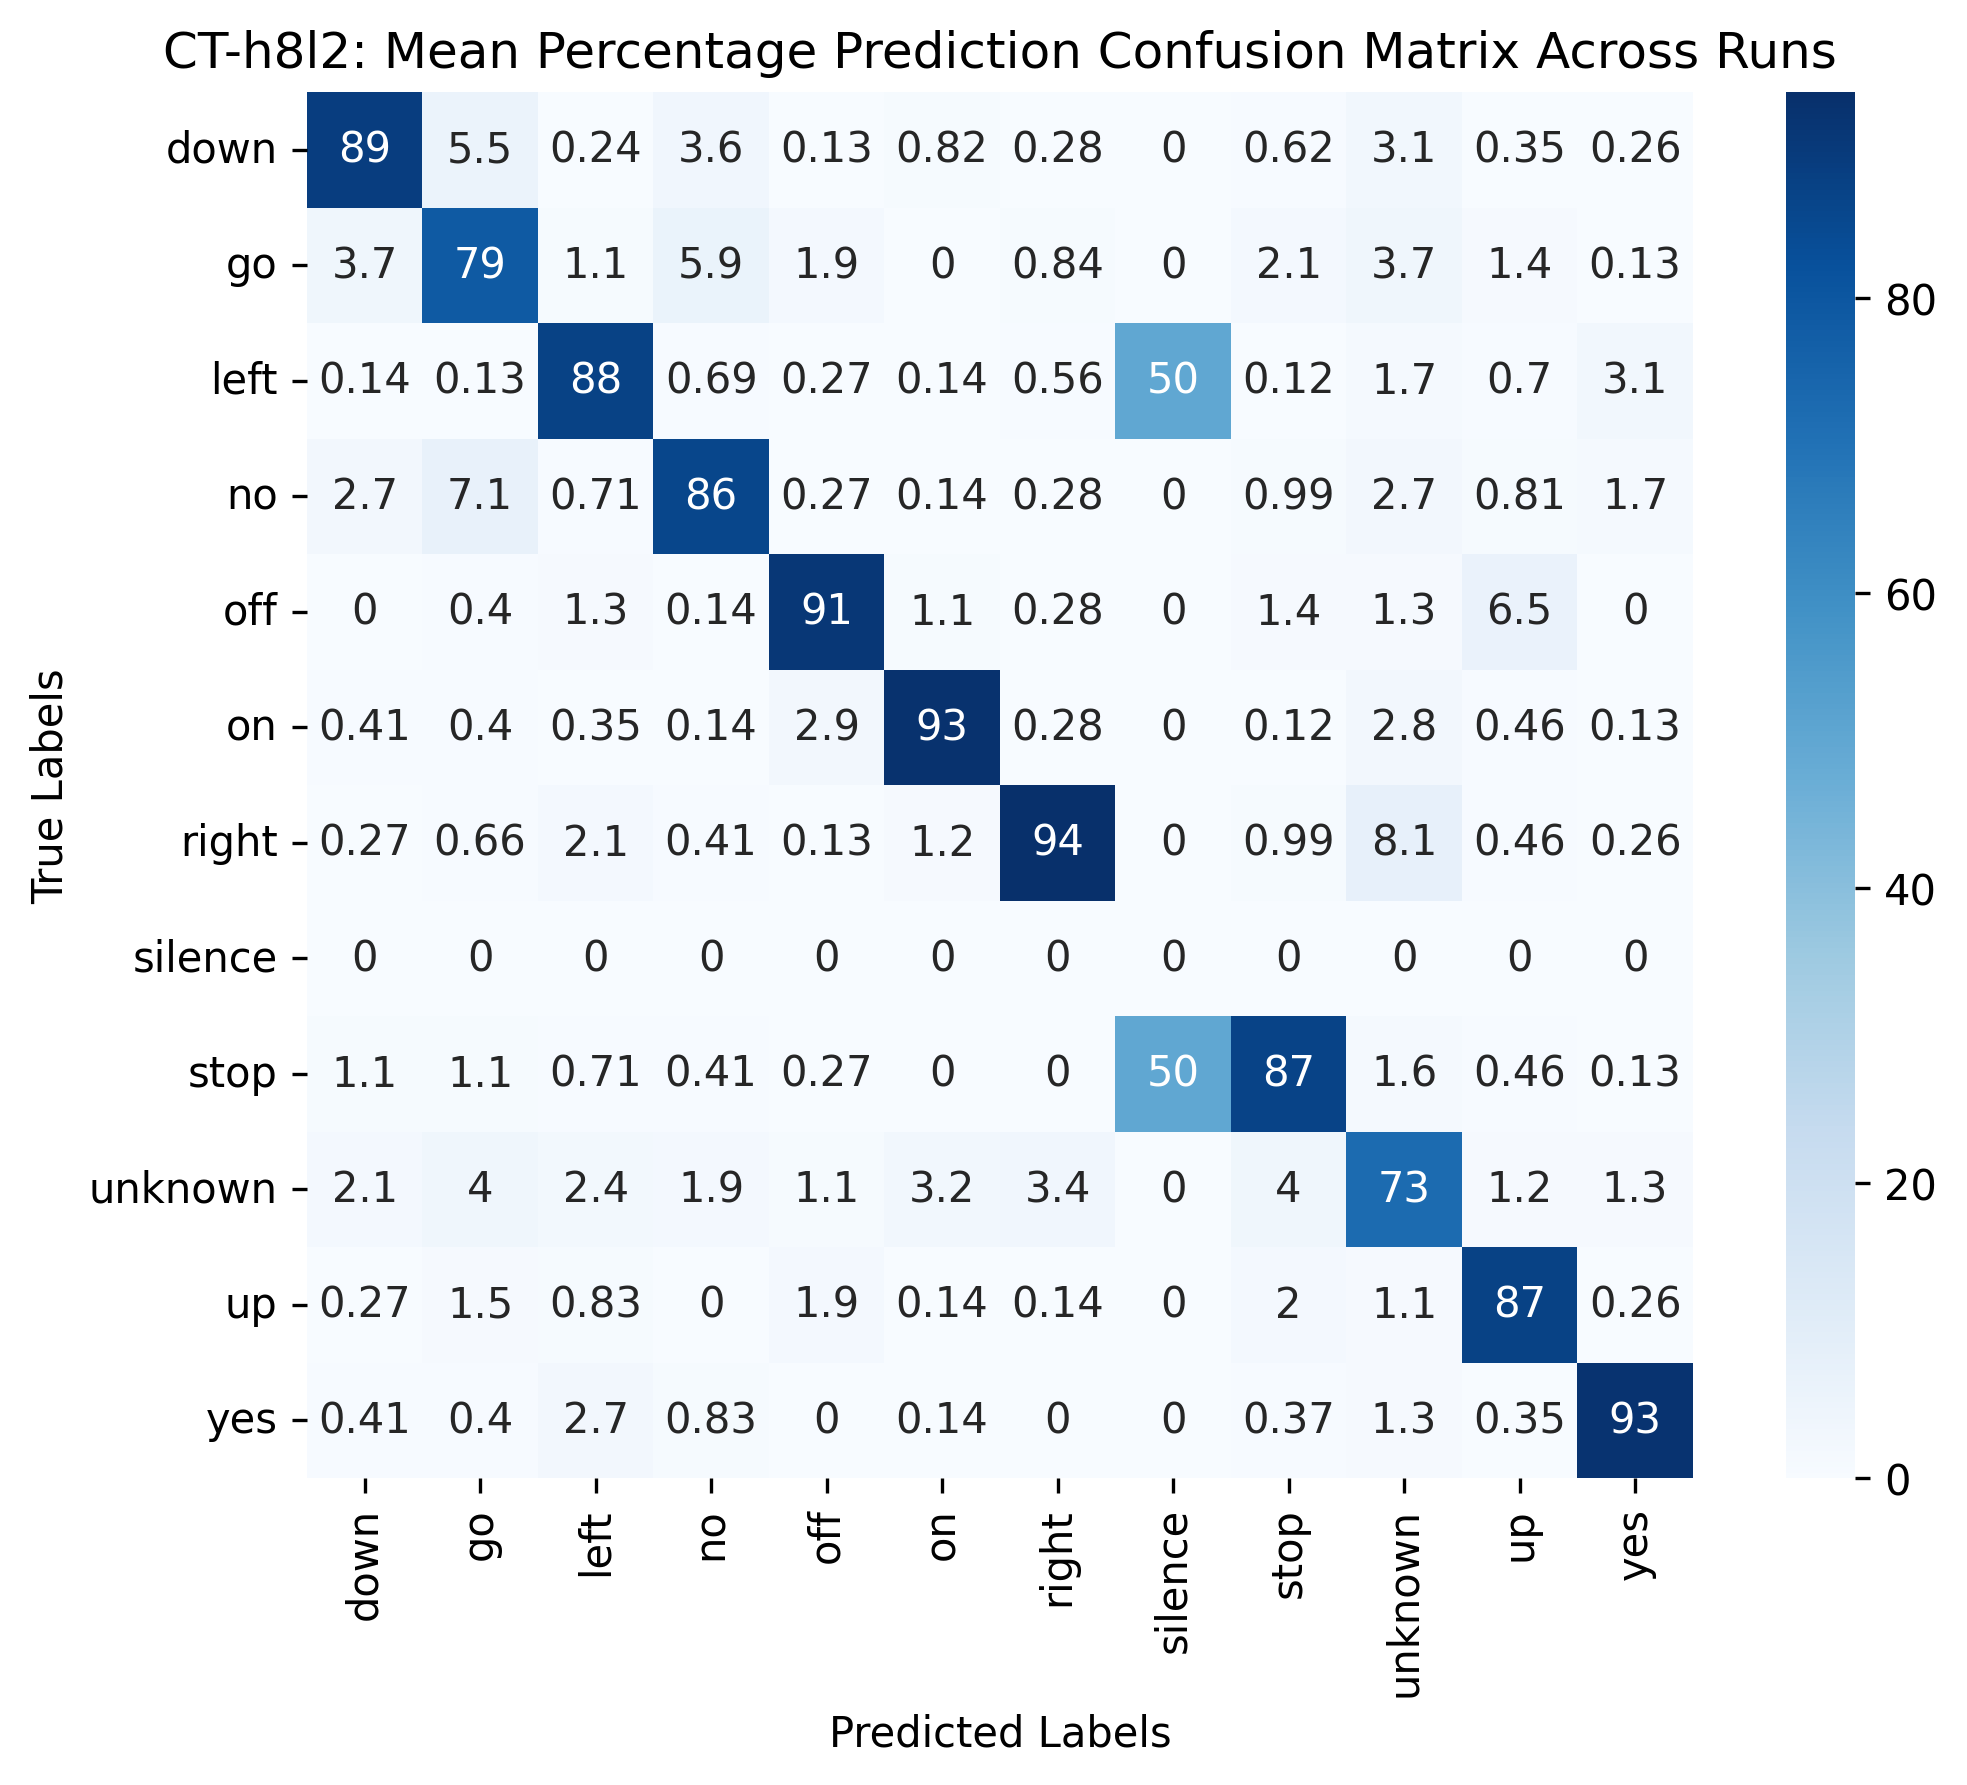 CT-h8l2: Mean Percentage Prediction Confusion Matrix Across Runs
down 89 5.5 0.24 3.6 0.13 0.82 0.28 0 0.62 3.1 0.35 0.26
go 3.7 79 1.1 5.9 1.9 0 0.84 0 2.1 3.7 1.4 0.13
left 0.14 0.13 88 0.69 0.27 0.14 0.56 50 0.12 1.7 0.7 3.1
no 2.7 7.1 0.71 86 0.27 0.14 0.28 0 0.99 2.7 0.81 1.7
off 0 0.4 1.3 0.14 91 1.1 0.28 0 1.4 1.3 6.5 0
on 0.41 0.4 0.35 0.14 2.9 93 0.28 0 0.12 2.8 0.46 0.13
right 0.27 0.66 2.1 0.41 0.13 1.2 94 0 0.99 8.1 0.46 0.26
silence 0 0 0 0 0 0 0 0 0 0 0 0
stop 1.1 1.1 0.71 0.41 0.27 0 0 50 87 1.6 0.46 0.13
unknown 2.1 4 2.4 1.9 1.1 3.2 3.4 0 4 73 1.2 1.3
up 0.27 1.5 0.83 0 1.9 0.14 0.14 0 2 1.1 87 0.26
yes 0.41 0.4 2.7 0.83 0 0.14 0 0 0.37 1.3 0.35 93
down go left no off on right silence stop unknown up yes
Predicted Labels
True Labels
80
60
40
20
0